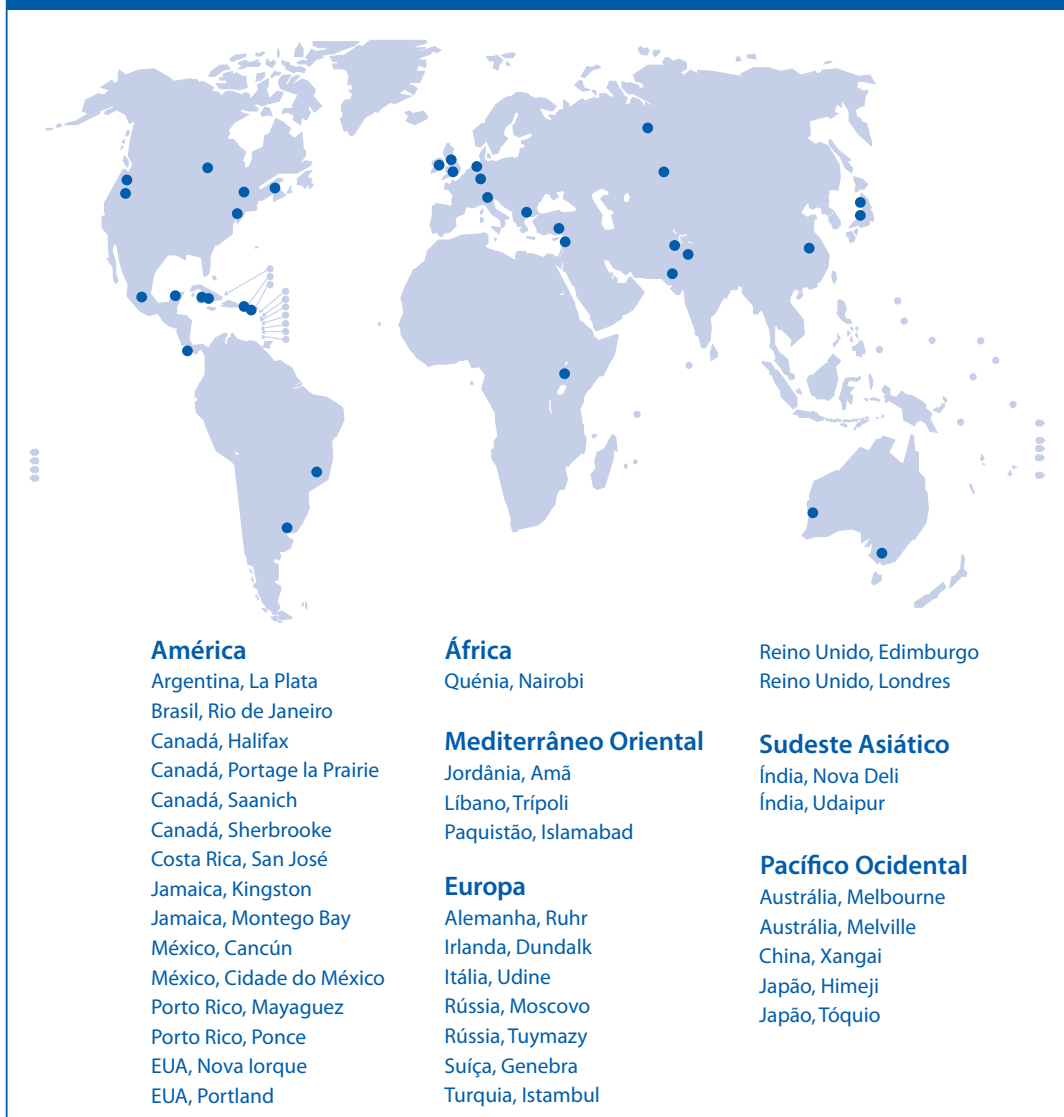 América
Argentina, La Plata
Brasil, Rio de Janeiro
Canadá, Halifax
Canadá, Portage la Prairie
Canadá, Saanich
Canadá, Sherbrooke
Costa Rica, San José
Jamaica, Kingston
Jamaica, Montego Bay
México, Cancún
México, Cidade do México
Porto Rico, Mayaguez
Porto Rico, Ponce
EUA, Nova Iorque
EUA, Portland
África
Quénia, Nairobi
Mediterrâneo Oriental
Jordânia, Amã
Líbano, Trípoli
Paquistão, Islamabad
Europa
Alemanha, Ruhr
Irlanda, Dundalk
Itália, Udine
Rússia, Moscovo
Rússia, Tuymazy
Suíça, Genebra
Turquia, Istambul
Reino Unido, Edimburgo
Reino Unido, Londres
Sudeste Asiático
Índia, Nova Deli
Índia, Udaipur
Pacífico Ocidental
Austrália, Melbourne
Austrália, Melville
China, Xangai
Japão, Himeji
Japão, Tóquio